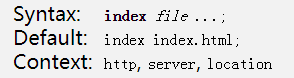 Syntax: index file ...;
Default: index index.html;
Context: http, server, location